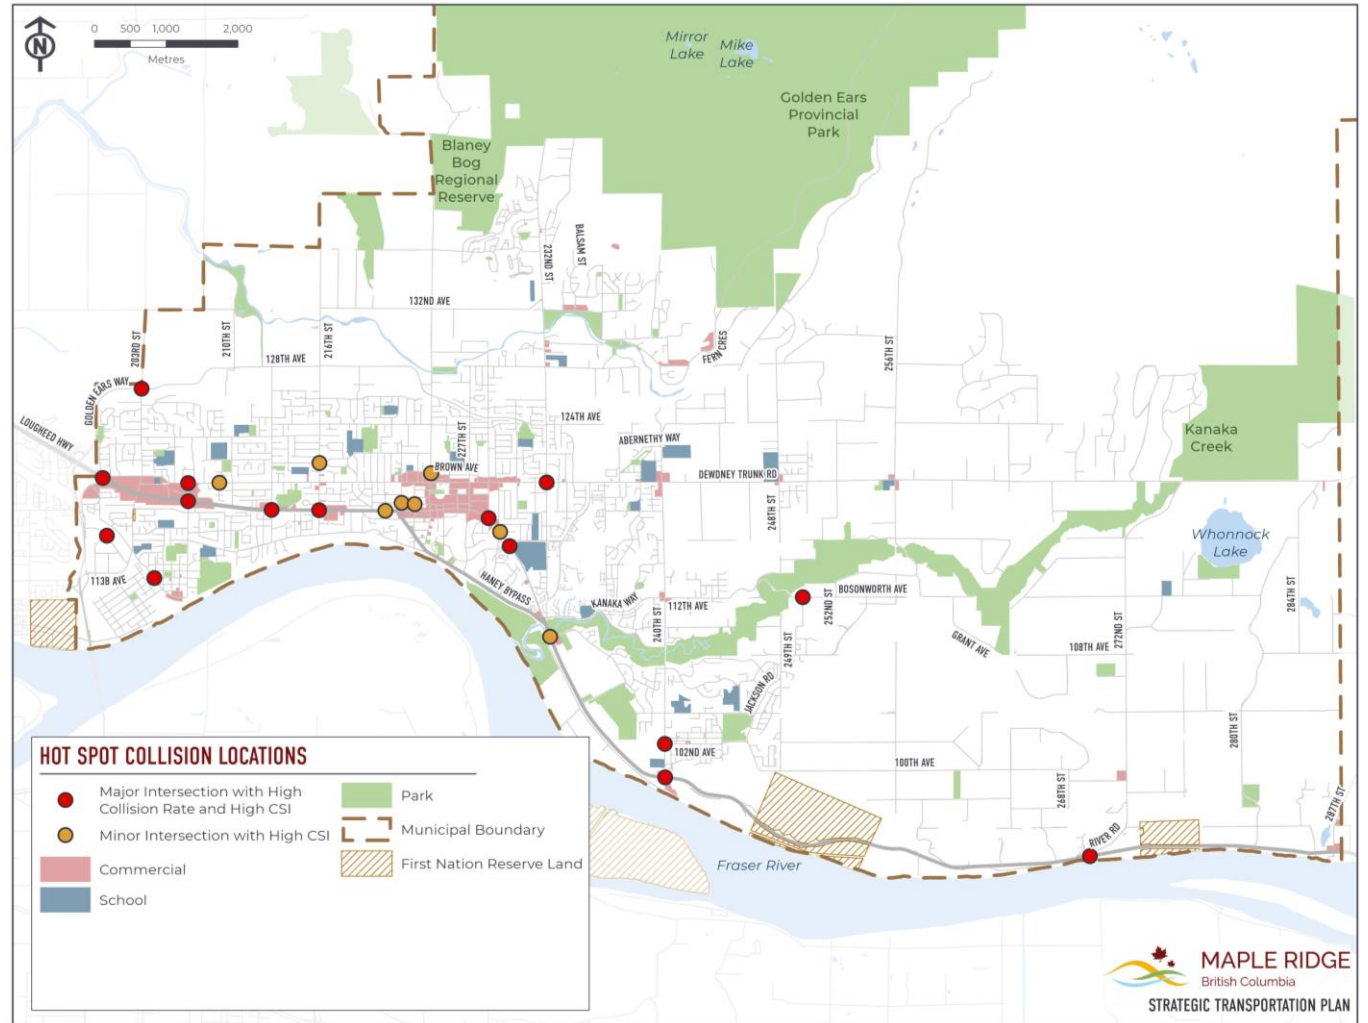 N
0 500 1,000 2,000
Metres
Mirror
Lake
Mike
Lake
Golden Ears
Provincial
Park
Blaney
Bog
Regional
Reserve
232ND ST
BALSAM ST
132ND AVE
203RD ST
210TH ST
216TH ST
128TH AVE
FERN CRES
256TH ST
GOLDEN EARS WAY
LOUGHEED HWY
124TH AVE
227TH ST
ABERNETHY WAY
BROWN AVE
DEWDNEY TRUNK RD
Kanaka
Creek
248TH ST
Whonnock
Lake
113B AVE
HANEY BYPASS
KANAKA WAY
112TH AVE
240TH ST
BOSONWORTH AVE
252ND ST
249TH ST
GRANT AVE
108TH AVE
272ND ST
284TH ST
JACKSON RD
102ND AVE
100TH AVE
280TH ST
268TH ST
287TH ST
RIVER RD
Fraser River
HOT SPOT COLLISION LOCATIONS
Major Intersection with High
Collision Rate and High CSI
Minor Intersection with High CSI
Commercial
School
Park
Municipal Boundary
First Nation Reserve Land
MAPLE RIDGE
British Columbia
STRATEGIC TRANSPORTATION PLAN